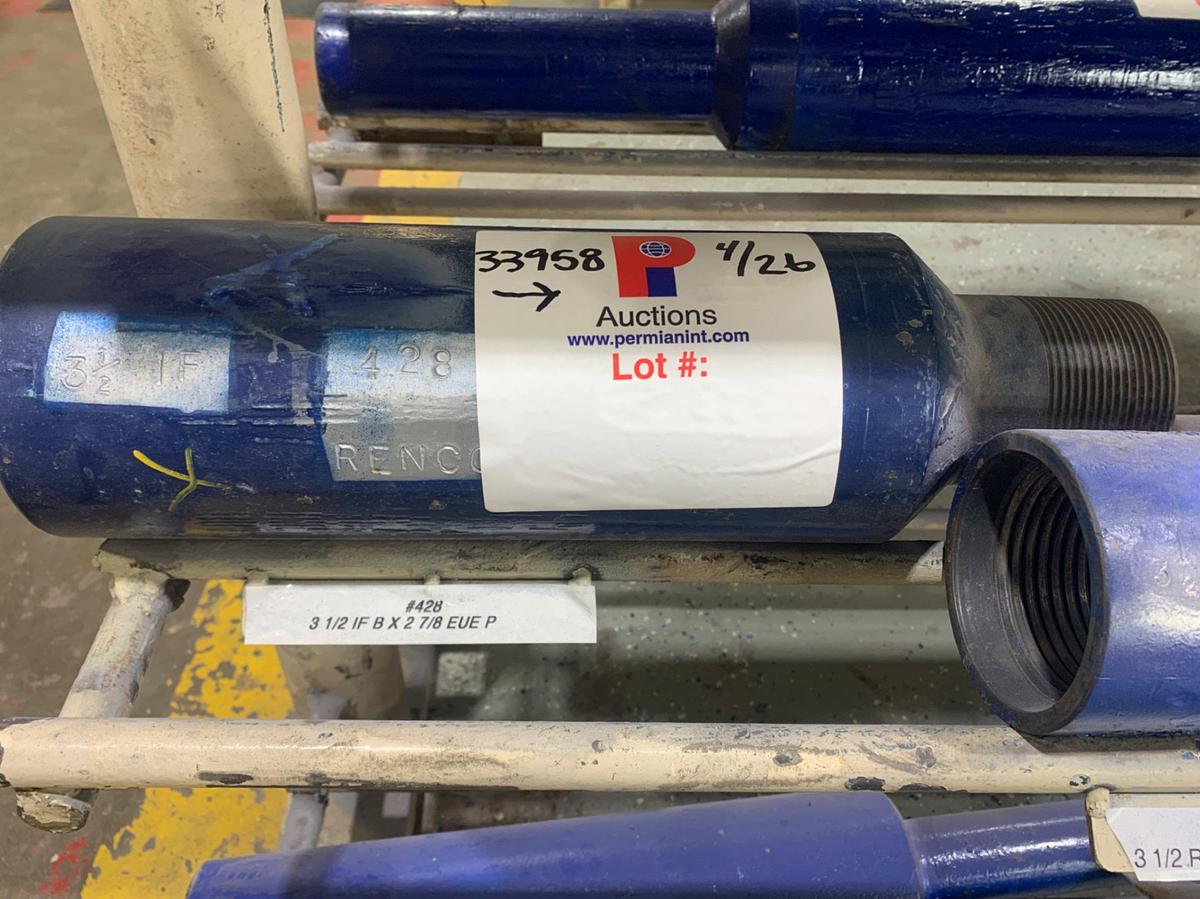 33958 PI 4/26
→
Auctions
www.permianint.com
Lot #:
3½ IF
428
RENCO
#428
3 1/2 IF B X 2 7/8 EUE P
3 1/2 R